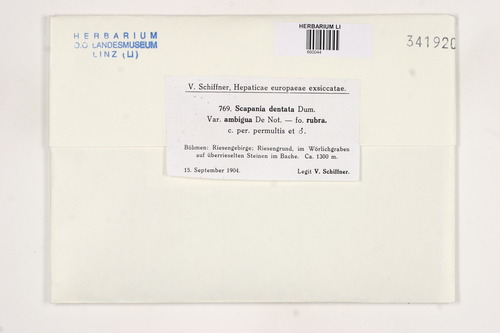 HERBARIUM
O.Ö LANDESMUSEUM
LINZ (LI)
HERBARIUM LI
660044
341920
V. Schiffner, Hepaticae europaeae exsiccatae.
769. Scapania dentata Dum.
Var. ambigua De Not. — fo. rubra.
c. per. permultis et ♂.
Böhmen: Riesengebirge; Riesengrund, im Wörlichgraben
auf überrieselten Steinen im Bache. Ca. 1300 m.
15. September 1904.
Legit V. Schiffner.